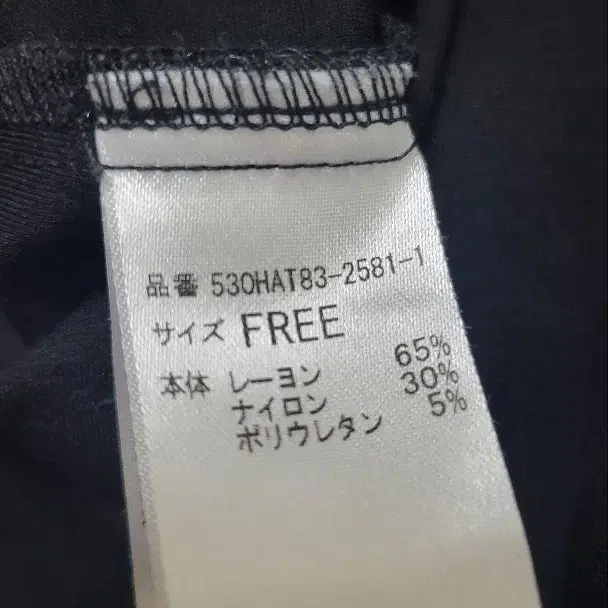 品番 530HAT83-2581-1
サイズ FREE
本体 レーヨン 65%
ナイロン 30%
ポリウレタン 5%